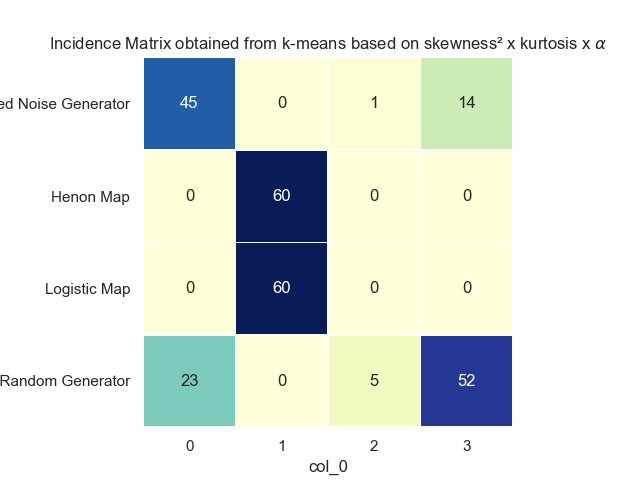 Incidence Matrix obtained from k-means based on skewness² x kurtosis x α
Noise Generator 45 0 1 14
Henon Map 0 60 0 0
Logistic Map 0 60 0 0
Random Generator 23 0 5 52
0 1 2 3
col_0